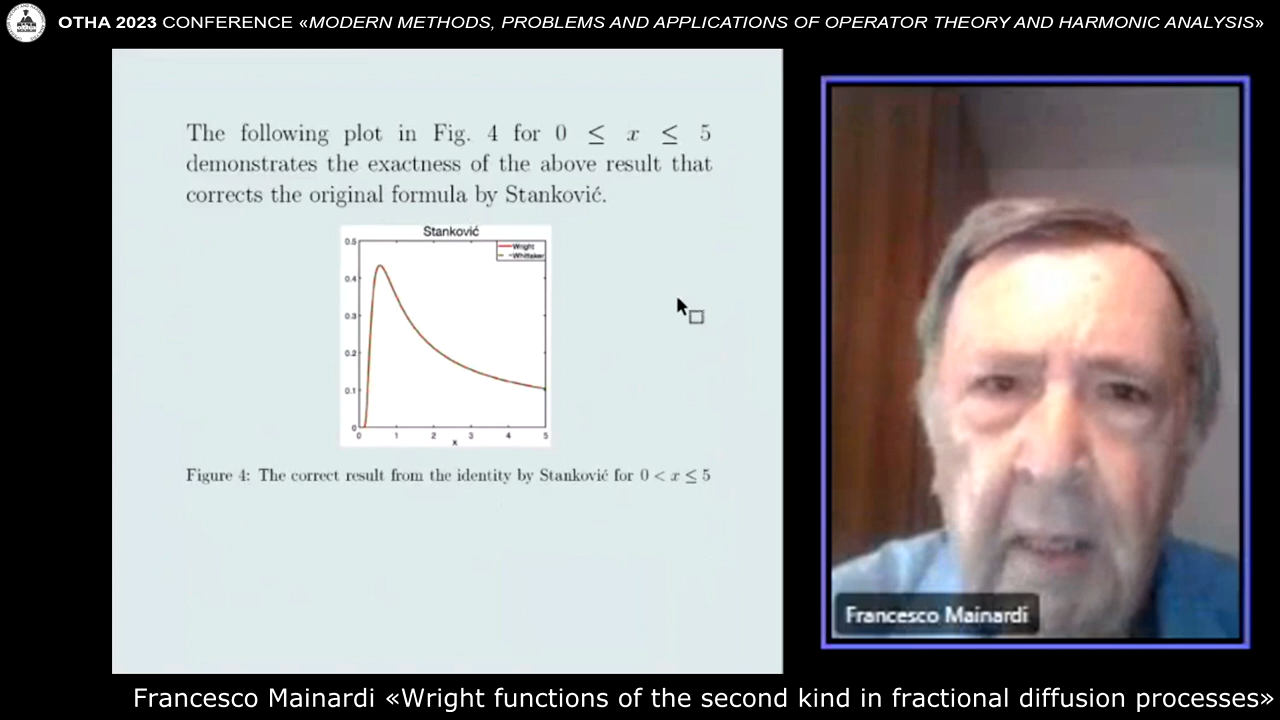 OTHA 2023 CONFERENCE «MODERN METHODS, PROBLEMS AND APPLICATIONS OF OPERATOR THEORY AND HARMONIC ANALYSIS»
The following plot in Fig. 4 for 0 ≤ x ≤ 5
demonstrates the exactness of the above result that
corrects the original formula by Stanković.
Stanković
Wright
Whittaker
0.5
0.4
0.3
0.2
0.1
0
0 1 2 3 4 5
x
Figure 4: The correct result from the identity by Stanković for 0 < x ≤ 5
Francesco Mainardi
Francesco Mainardi «Wright functions of the second kind in fractional diffusion processes»